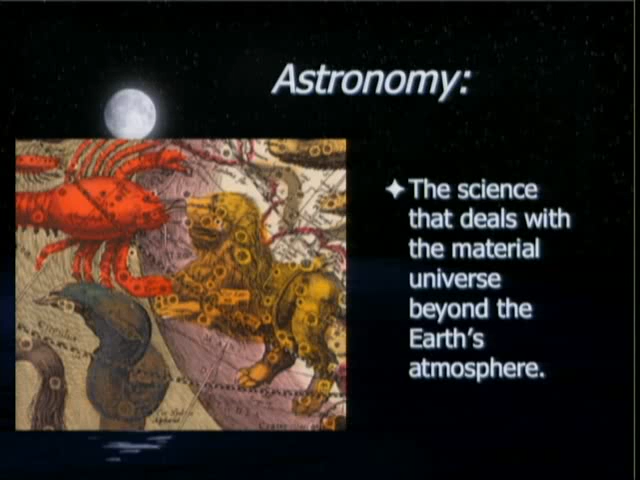 Astronomy:
The science
that deals with
the material
universe
beyond the
Earth's
atmosphere.